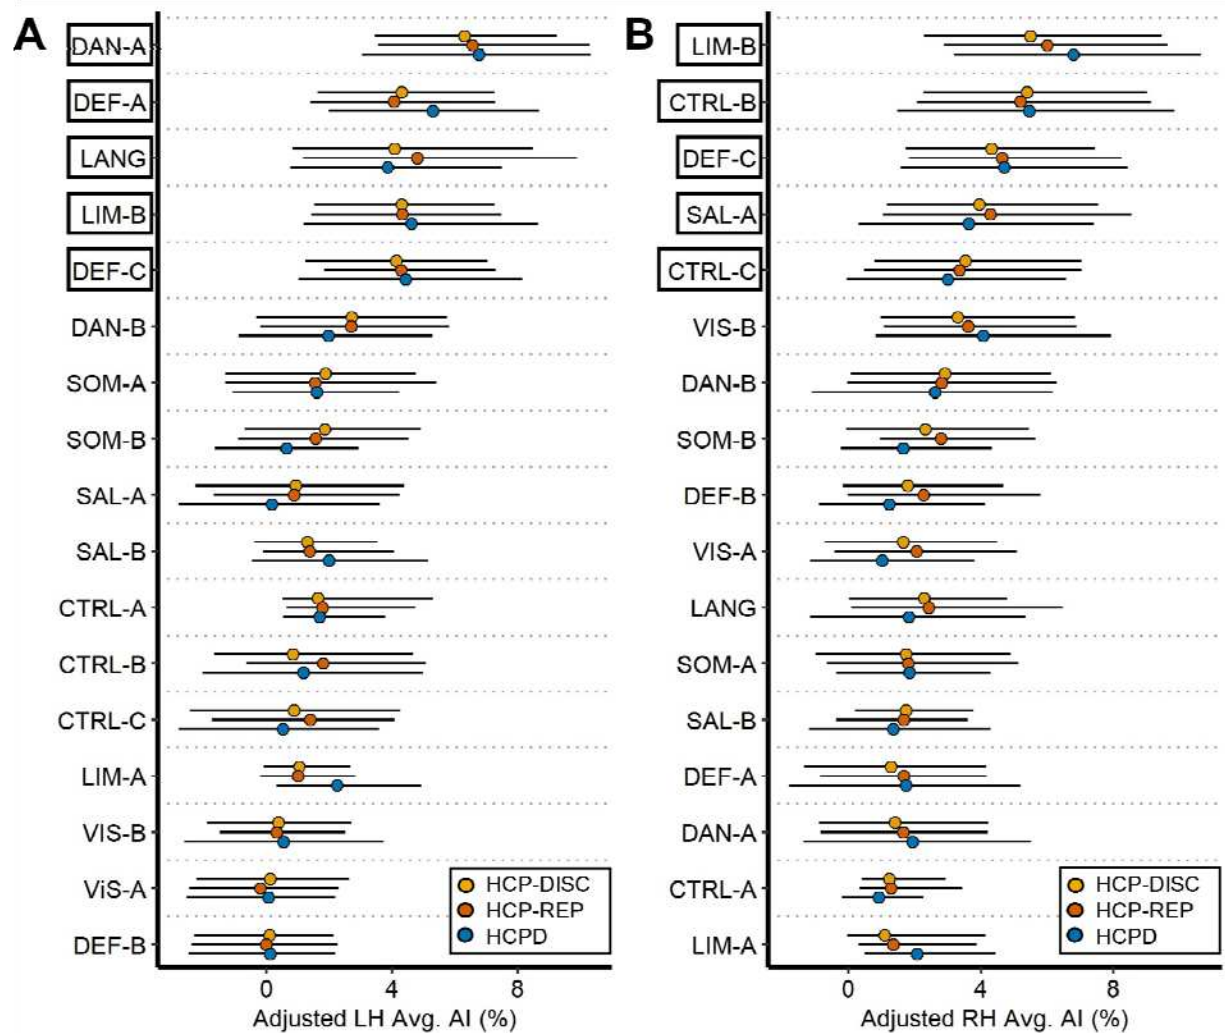 A
DAN-A
DEF-A
LANG
LIM-B
DEF-C
DAN-B
SOM-A
SOM-B
SAL-A
SAL-B
CTRL-A
CTRL-B
CTRL-C
LIM-A
VIS-B
ViS-A
DEF-B
HCP-DISC
HCP-REP
HCPD
0 4 8
Adjusted LH Avg. AI (%)
B
LIM-B
CTRL-B
DEF-C
SAL-A
CTRL-C
VIS-B
DAN-B
SOM-B
DEF-B
VIS-A
LANG
SOM-A
SAL-B
DEF-A
DAN-A
CTRL-A
LIM-A
HCP-DISC
HCP-REP
HCPD
0 4 8
Adjusted RH Avg. AI (%)